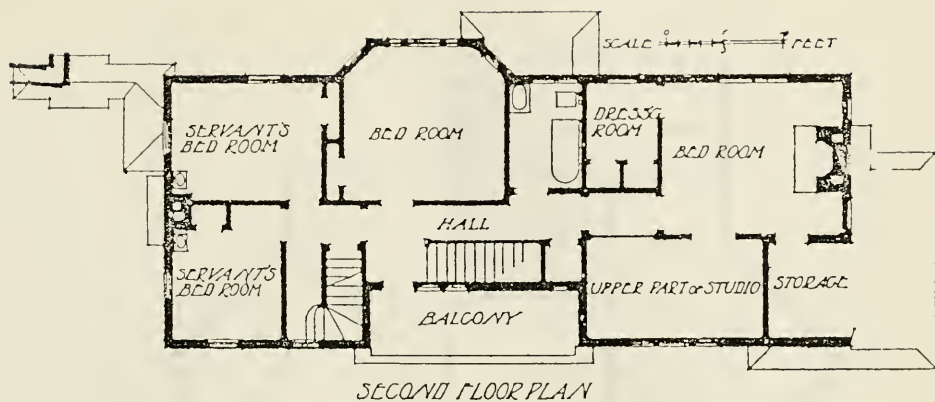 SCALE
FEET
SERVANT'S
BED ROOM
BED ROOM
DRESS'G
ROOM
BED ROOM
HALL
SERVANT'S
BED ROOM
UPPER PART OF STUDIO
STORAGE
BALCONY
SECOND FLOOR PLAN